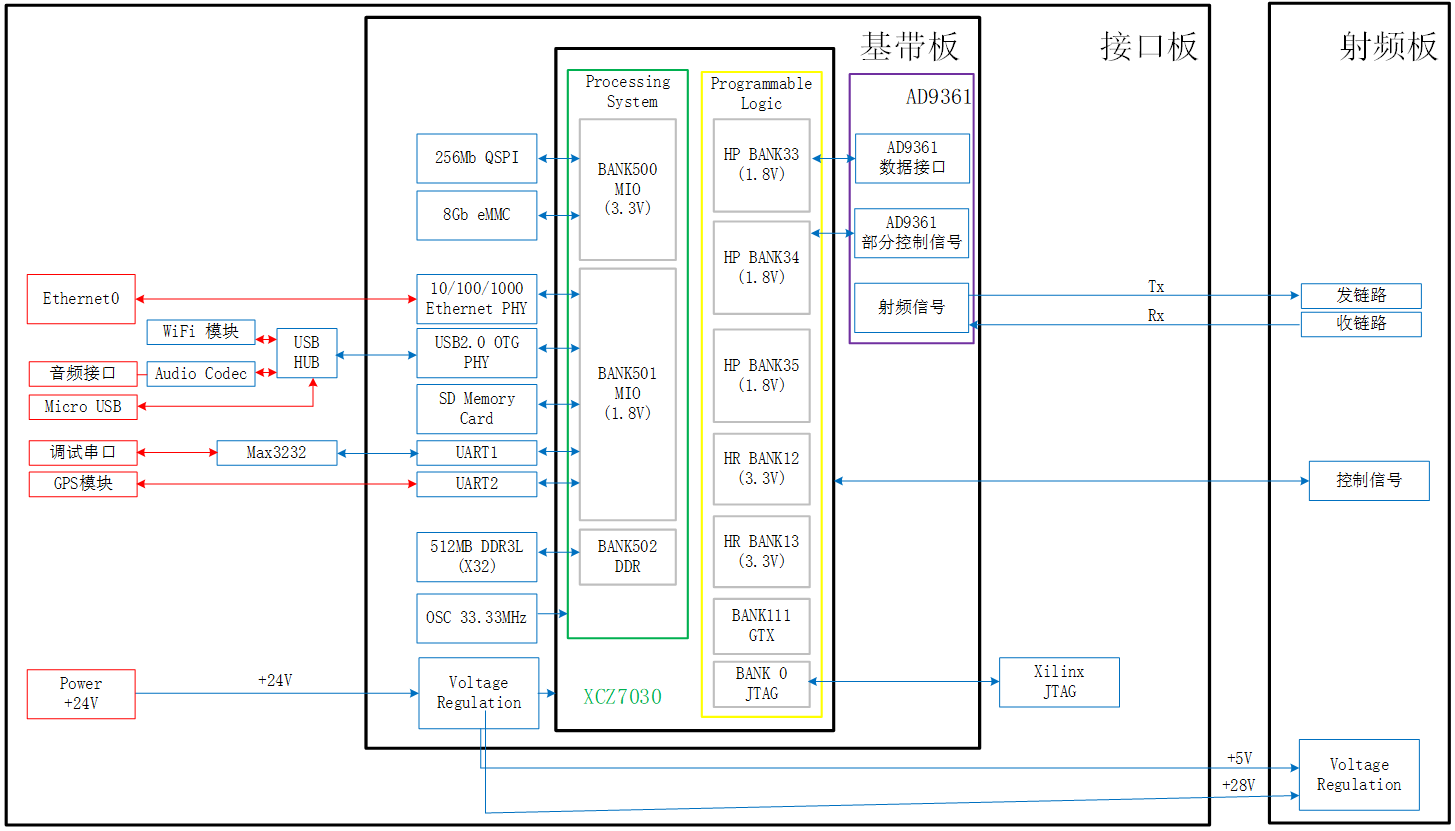 基带板
接口板
射频板
Processing
System
Programmable
Logic
AD9361
256Mb QSPI
8Gb eMMC
BANK500
MIO
(3.3V)
HP BANK33
(1.8V)
AD9361
数据接口
HP BANK34
(1.8V)
AD9361
部分控制信号
射频信号
Tx
Rx
发链路
收链路
Ethernet0
10/100/1000
Ethernet PHY
WiFi 模块
USB
HUB
USB2.0 OTG
PHY
音频接口
Audio Codec
Micro USB
SD Memory
Card
BANK501
MIO
(1.8V)
HP BANK35
(1.8V)
调试串口
Max3232
UART1
GPS模块
UART2
HR BANK12
(3.3V)
控制信号
512MB DDR3L
(X32)
BANK502
DDR
HR BANK13
(3.3V)
OSC 33.33MHz
BANK111
GTX
BANK 0
JTAG
Xilinx
JTAG
Power
+24V
+24V
Voltage
Regulation
XCZ7030
+5V
+28V
Voltage
Regulation